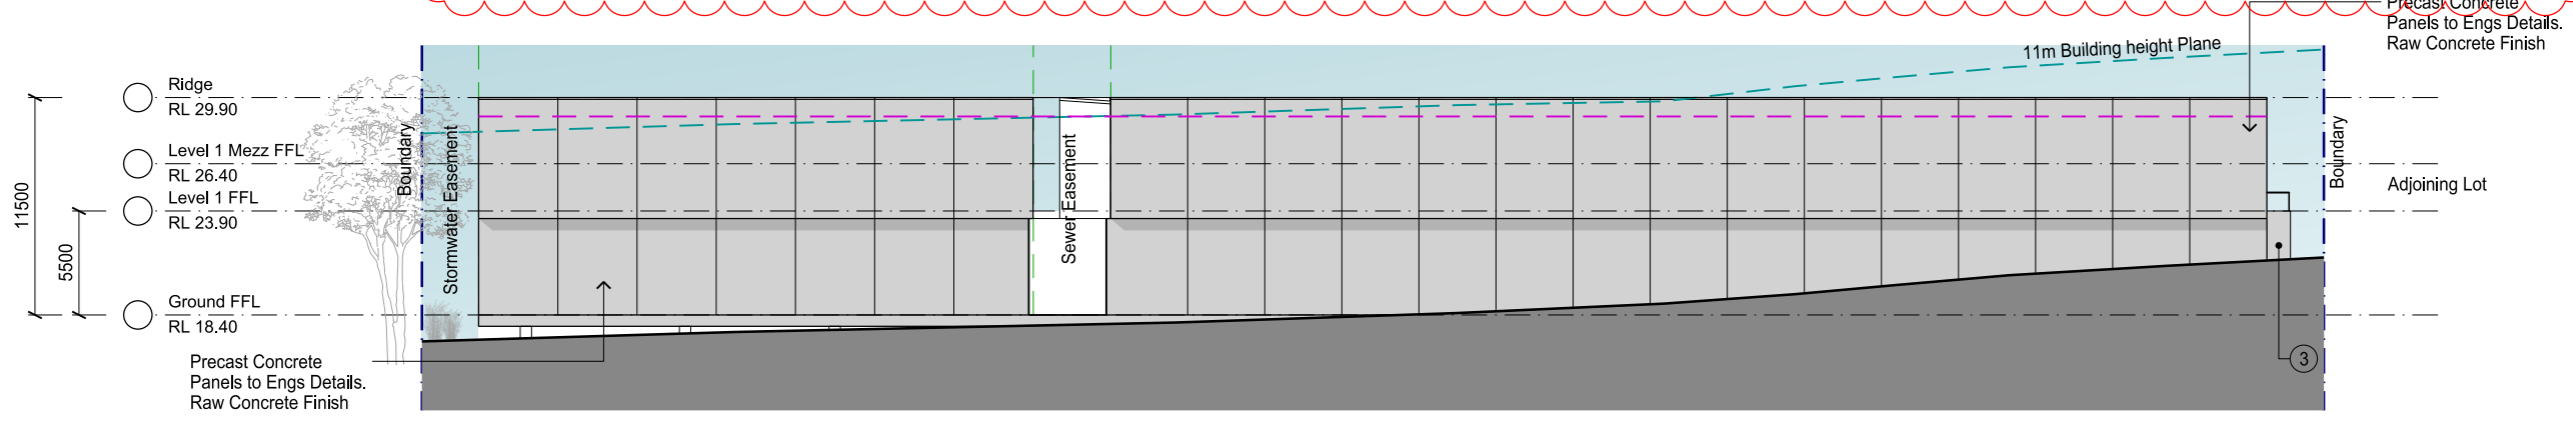 Precast Concrete
Panels to Engs Details.
Raw Concrete Finish
11m Building height Plane
Ridge
RL 29.90
Level 1 Mezz FFL
RL 26.40
Level 1 FFL
RL 23.90
Ground FFL
RL 18.40
11500
5500
Boundary
Stormwater Easement
Sewer Easement
Boundary
Adjoining Lot
3
Precast Concrete
Panels to Engs Details.
Raw Concrete Finish